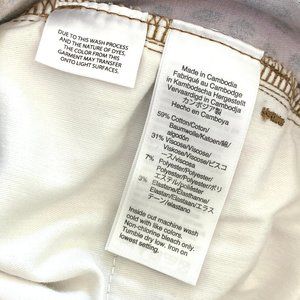 DUE TO THIS WASH PROCESS
AND THE NATURE OF DYES,
THE COLOR FROM THIS
GARMENT MAY TRANSFER
ONTO LIGHT SURFACES.
Made in Cambodia
Fabriqué au Cambodge
In Kambodscha Hergestellt
Vervaardigd in Cambodja
カンボジア製
Hecho en Camboya
59% Cotton/Coton/
Baumwolle/Katoen/綿/
algodón
31% Viscose/Viscose/
Viskose/Viscose/ビスコ
ース/viscosa
7% Polyester/Polyester/
Polyester/Polyester/ポリ
エステル/poliéster
3% Elastane/Élasthanne/
Elastan/Elastaan/エラス
テーン/elastano
Inside out machine wash
cold with like colors.
Non-chlorine bleach only.
Tumble dry low. Iron on
lowest setting.